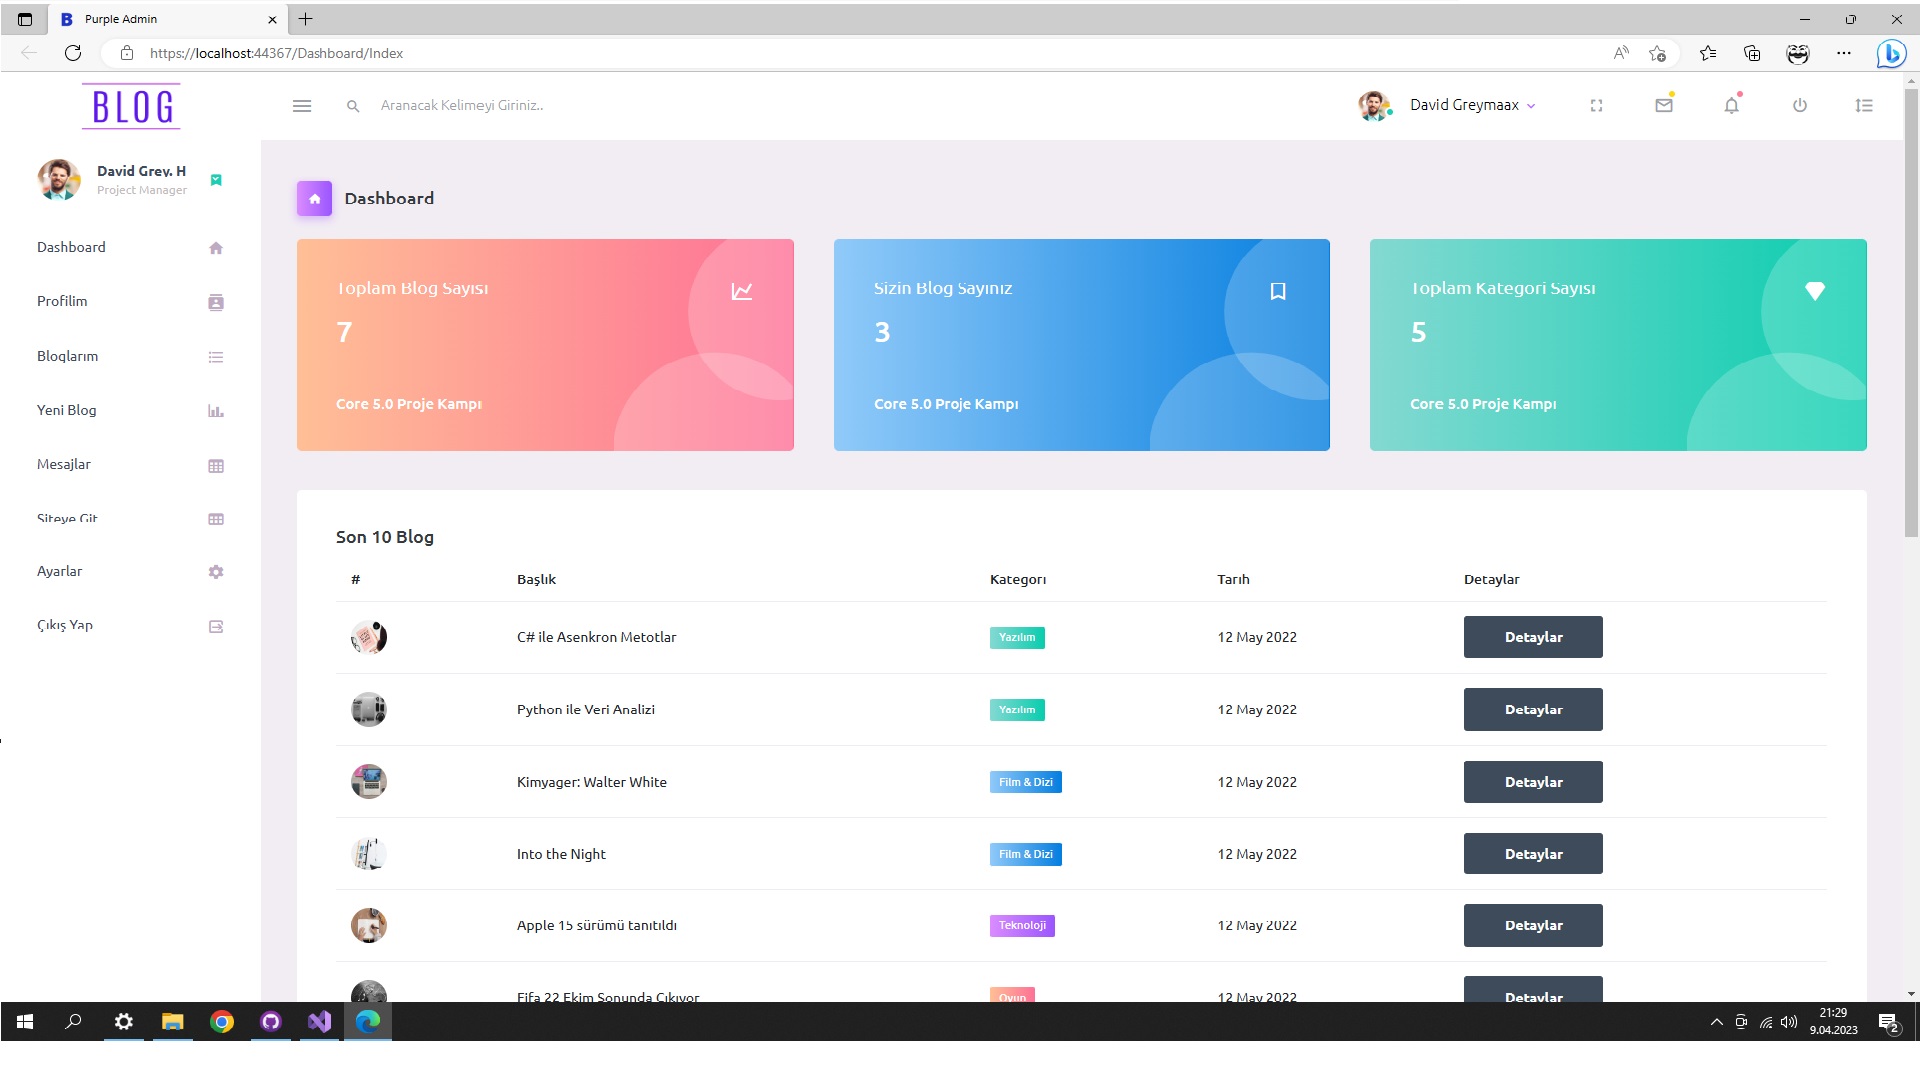 Purple Admin
https://localhost:44367/Dashboard/Index
BLOG
Aranacak Kelimeyi Giriniz..
David Greymaax
David Grey. H
Project Manager
Dashboard
Profilim
Bloglarım
Yeni Blog
Mesajlar
Siteye Git
Ayarlar
Çıkış Yap
Dashboard
Toplam Blog Sayısı
7
Core 5.0 Proje Kampı
Sizin Blog Sayınız
3
Core 5.0 Proje Kampı
Toplam Kategori Sayısı
5
Core 5.0 Proje Kampı
Son 10 Blog
# Başlık Kategori Tarih Detaylar
C# ile Asenkron Metotlar Yazılım 12 May 2022 Detaylar
Python ile Veri Analizi Yazılım 12 May 2022 Detaylar
Kimyager: Walter White Film & Dizi 12 May 2022 Detaylar
Into the Night Film & Dizi 12 May 2022 Detaylar
Apple 15 sürümü tanıtıldı Teknoloji 12 May 2022 Detaylar
Fifa 22 Ekim Sonunda Çıkıyor Oyun 12 May 2022 Detaylar
21:29
9.04.2023
2